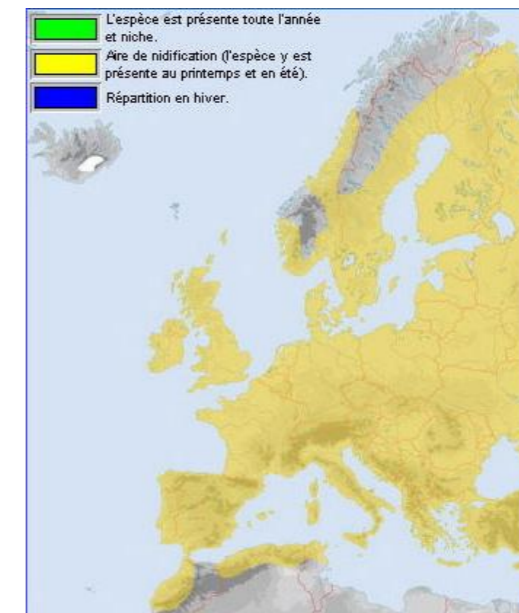 L'espèce est présente toute l'année
et niche.
Aire de nidification (l'espèce y est
présente au printemps et en été).
Répartition en hiver.